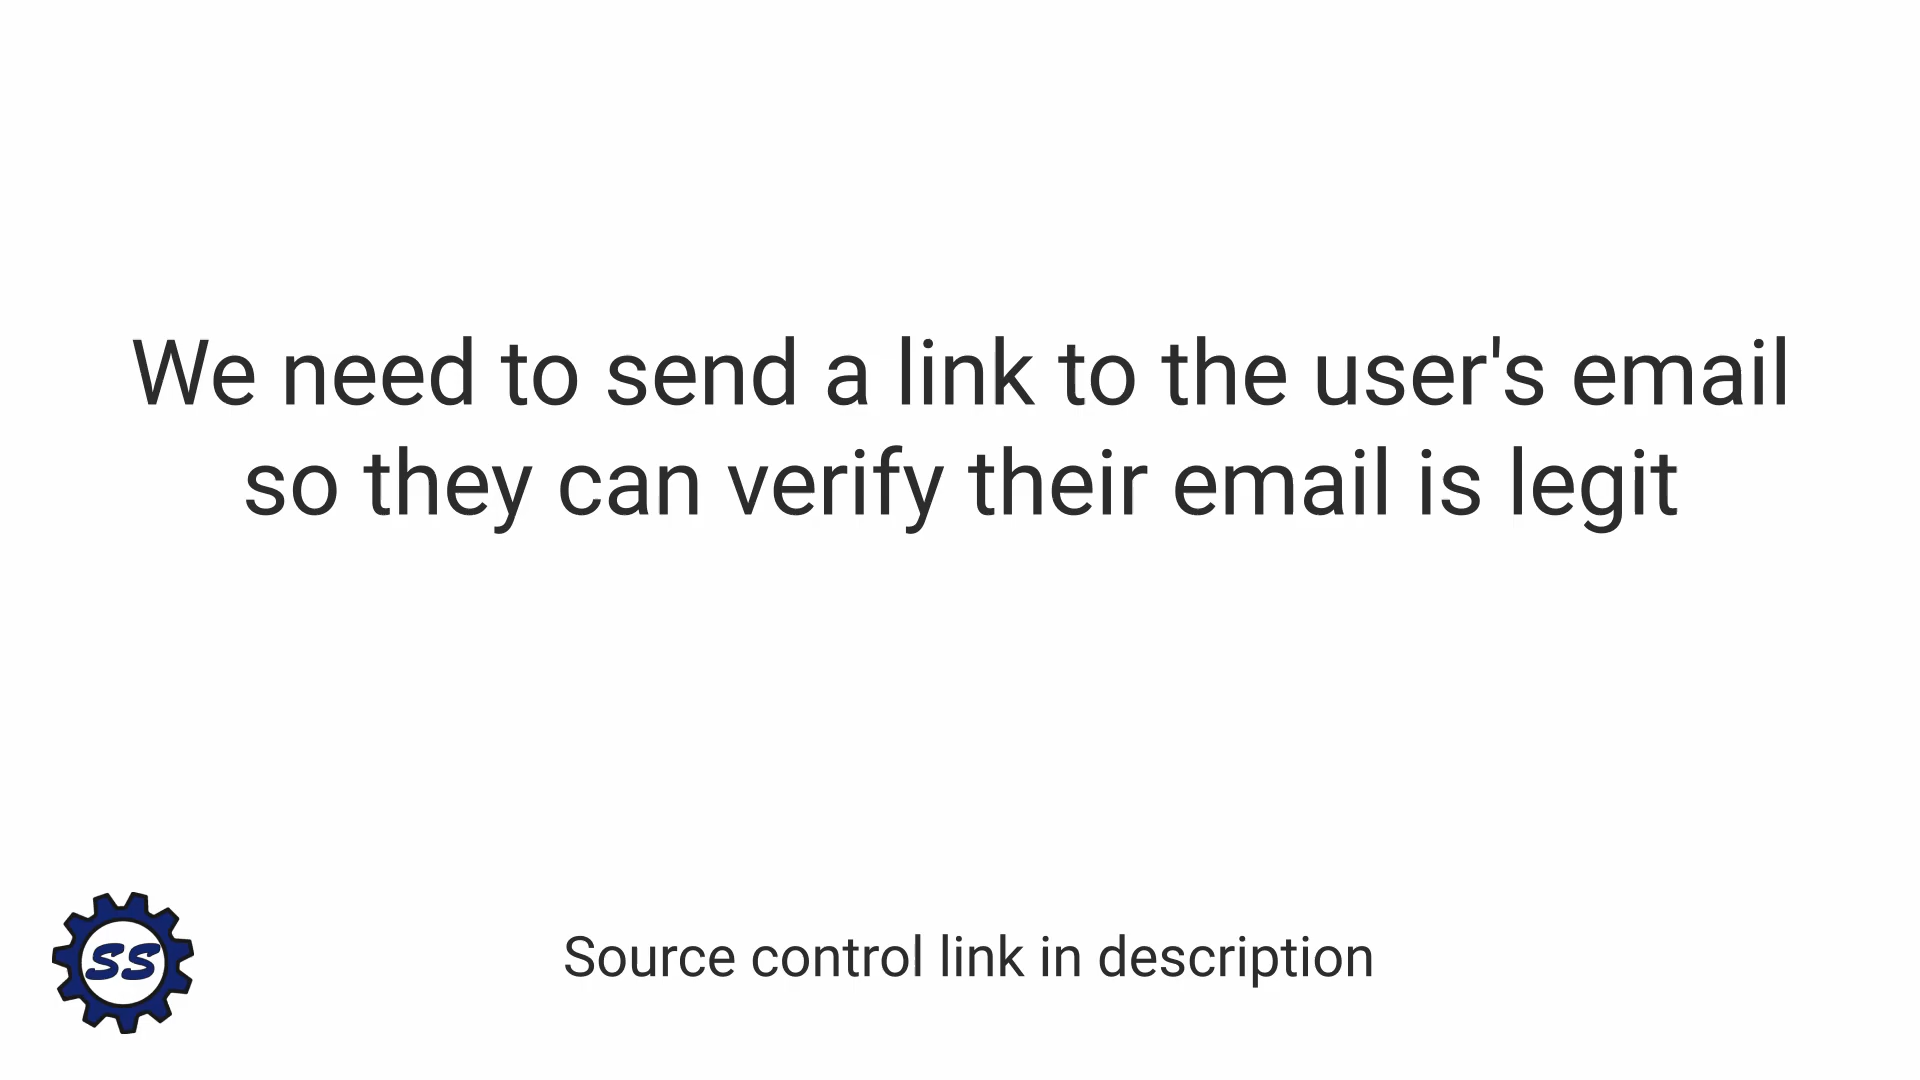 We need to send a link to the user's email
so they can verify their email is legit
SS
Source control link in description